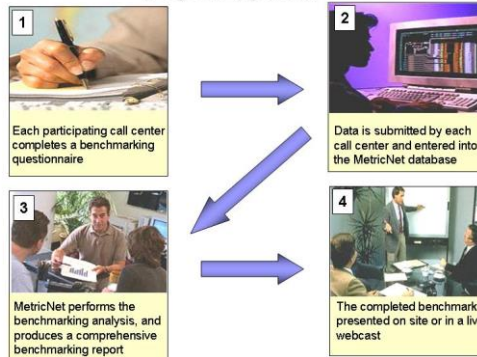 1
Each participating call center
completes a benchmarking
questionnaire
2
Data is submitted by each
call center and entered into
the MetricNet database
3
MetricNet performs the
benchmarking analysis, and
produces a comprehensive
benchmarking report
4
The completed benchmark
presented on site or in a
webcast